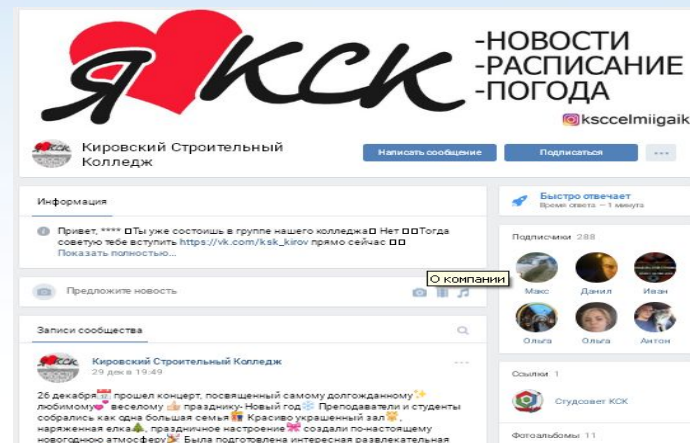 Я КСК
-НОВОСТИ
-РАСПИСАНИЕ
-ПОГОДА
ksccelmiigaik
Кировский Строительный
Колледж
Написать сообщение
Подписаться
Информация
Привет, **** Ты уже состоишь в группе нашего колледжа Нет Тогда
советую тебе вступить https://vk.com/ksk_kirov прямо сейчас
Показать полностью...
О компании
Предложите новость
Записи сообщества
Кировский Строительный Колледж
29 дек в 19:49
26 декабря прошел концерт, посвященный самому долгожданному
любимому веселому празднику-Новый год Преподаватели и студенты
собрались как одна большая семья Красиво украшенный зал,
наряженная елка, праздничное настроение создали по-настоящему
новогоднюю атмосферу Была подготовлена интересная развлекательная
Быстро отвечает
Время ответа — 1 минута
Подписчики 288
Макс Данил Иван
Ольга Ольга Антон
Ссылки 1
Студсовет КСК
Фотоальбомы 11